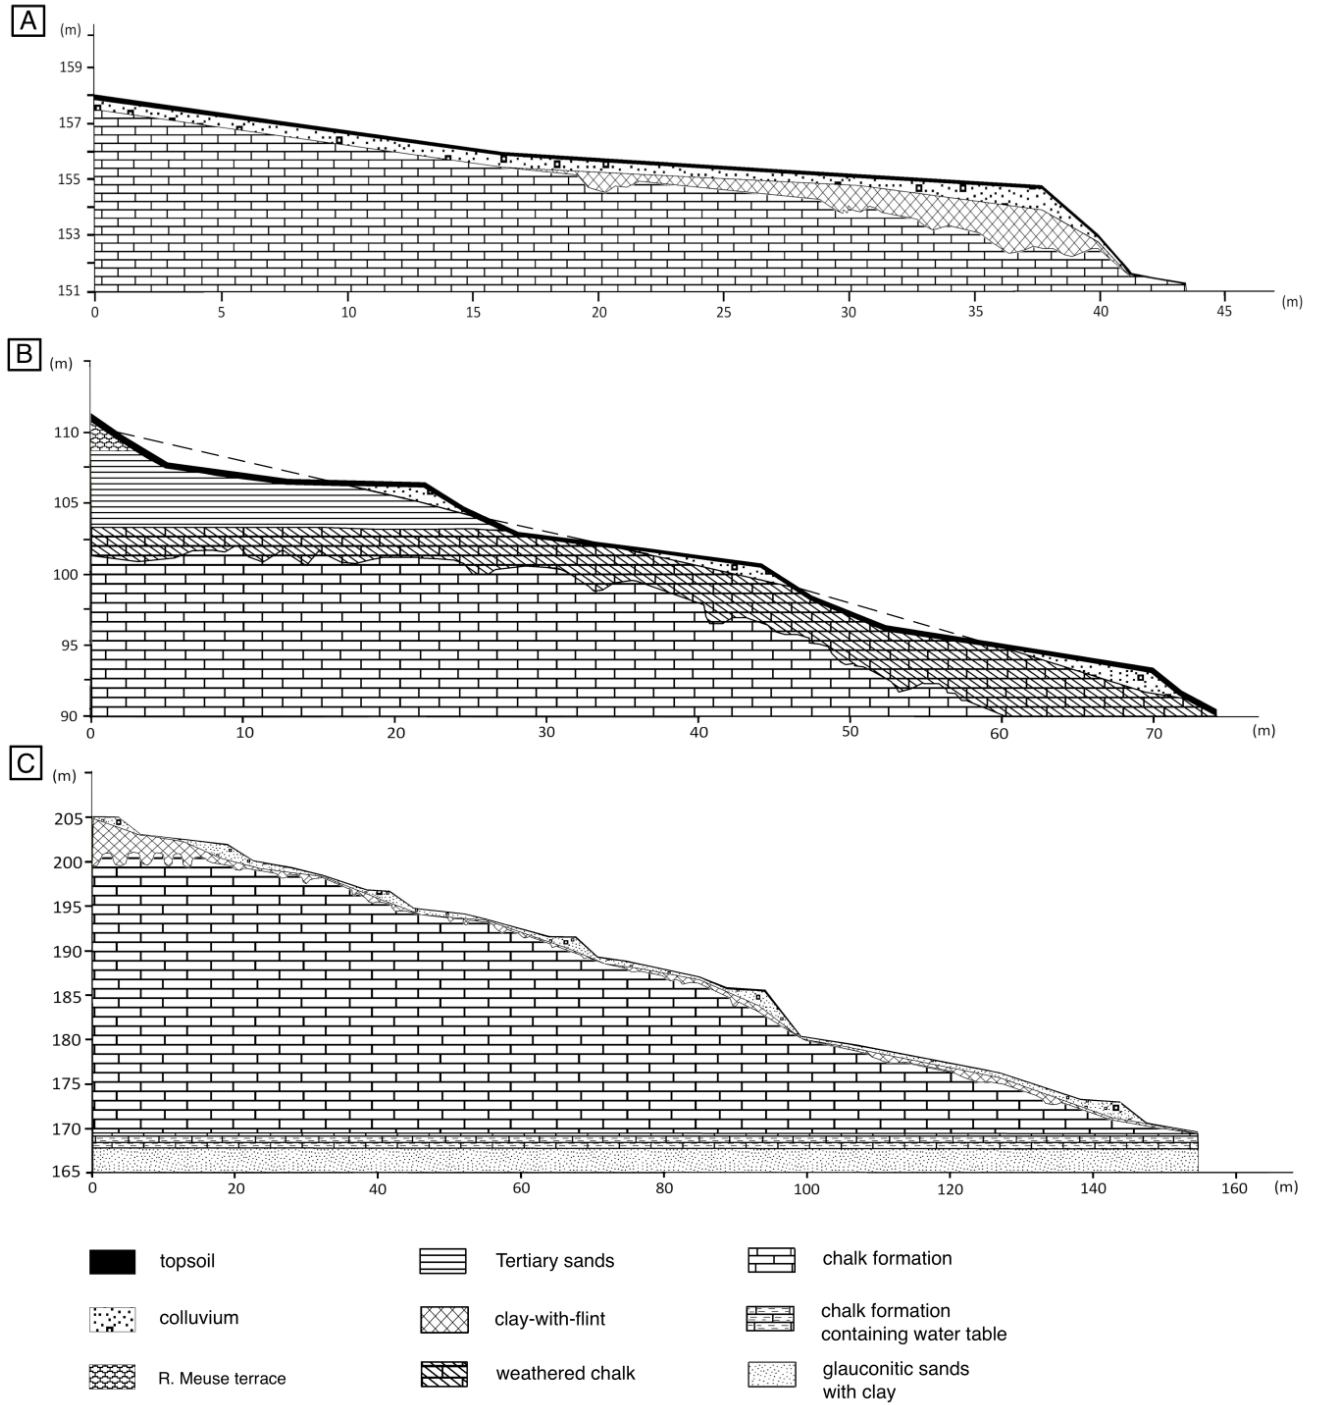 A
(m)
159
157
155
153
151
0 5 10 15 20 25 30 35 40 45 (m)
B
(m)
110
105
100
95
90
0 10 20 30 40 50 60 70 (m)
C
(m)
205
200
195
190
185
180
175
170
165
0 20 40 60 80 100 120 140 160 (m)
topsoil Tertiary sands chalk formation
colluvium clay-with-flint chalk formation
containing water table
R. Meuse terrace weathered chalk glauconitic sands
with clay